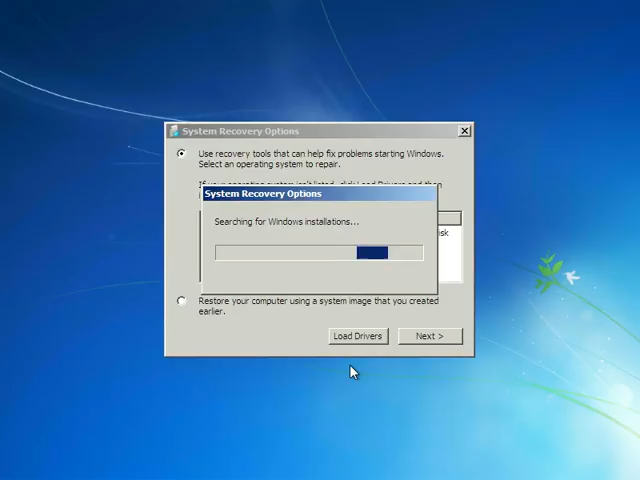 System Recovery Options
Use recovery tools that can help fix problems starting Windows.
Select an operating system to repair.
System Recovery Options
Searching for Windows installations...
isk
Restore your computer using a system image that you created
earlier.
Load Drivers
Next >